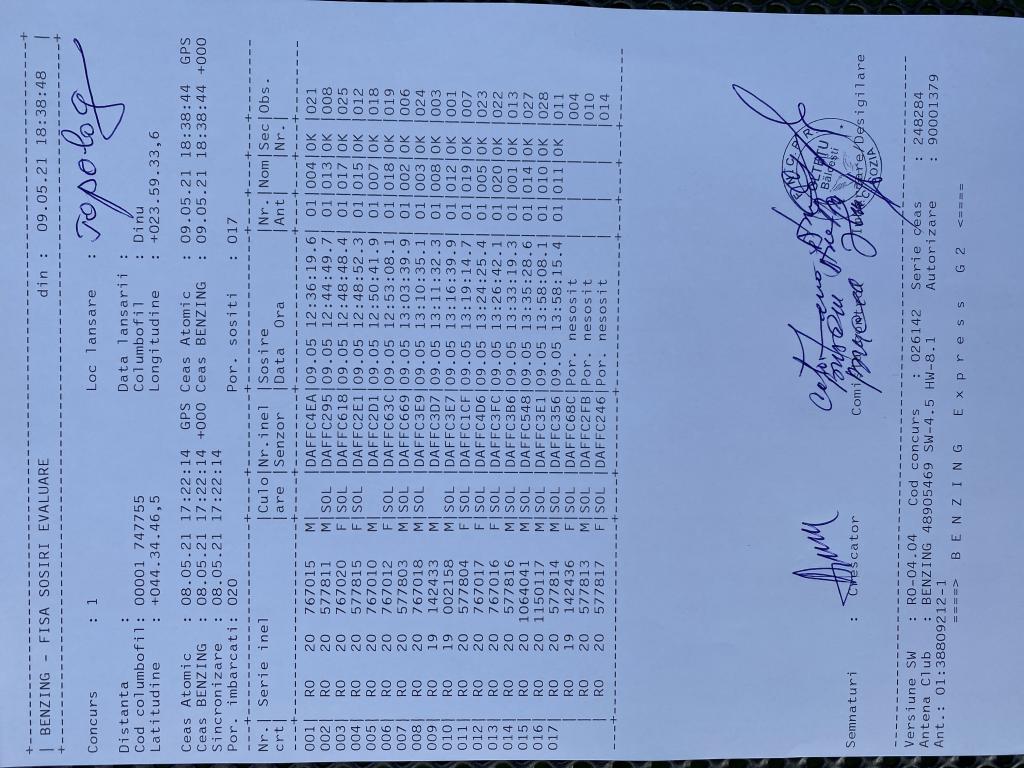 | BENZING - FISA SOSIRI EVALUARE din : 09.05.21 18:38:48 |
Concurs : 1 Loc lansare : Topolog
Distanta : Data lansarii :
Cod columbofil: 00001 747755 Columbofil : Dinu
Latitudine : +044.34.46,5 Longitudine : +023.59.33,6
Ceas Atomic : 08.05.21 17:22:14 GPS Ceas Atomic : 09.05.21 18:38:44 GPS
Ceas BENZING : 08.05.21 17:22:14 +000 Ceas BENZING : 09.05.21 18:38:44 +000
Sincronizare : 08.05.21 17:22:14
Por. imbarcati: 020 Por. sositi : 017
Nr.| Serie inel |Culo|Nr.inel |Sosire |Nr.|Nom|Sec|Obs.
crt| |are |Senzor |Data Ora |Ant| |Nr.|
001| RO 20 767015 M| |DAFFC4EA|09.05 12:36:19.6 01|004|OK |021
002| RO 20 577811 M|SOL |DAFFC295|09.05 12:44:49.7 01|013|OK |008
003| RO 20 767020 F|SOL |DAFFC618|09.05 12:48:48.4 01|017|OK |025
004| RO 20 577815 F|SOL |DAFFC2E1|09.05 12:48:52.3 01|015|OK |012
005| RO 20 767010 M| |DAFFC2D1|09.05 12:50:41.9 01|007|OK |018
006| RO 20 767012 F|SOL |DAFFC63C|09.05 12:53:08.1 01|018|OK |019
007| RO 20 577803 M|SOL |DAFFC669|09.05 13:03:39.9 01|002|OK |006
008| RO 20 767018 M|SOL |DAFFC3E9|09.05 13:10:35.1 01|003|OK |024
009| RO 19 142433 M| |DAFFC3D7|09.05 13:11:32.3 01|008|OK |003
010| RO 19 002158 M|SOL |DAFFC3E7|09.05 13:16:39.9 01|012|OK |001
011| RO 20 577804 F|SOL |DAFFC1CF|09.05 13:19:14.7 01|019|OK |007
012| RO 20 767017 F|SOL |DAFFC4D6|09.05 13:24:25.4 01|005|OK |023
013| RO 20 767016 F|SOL |DAFFC3FC|09.05 13:26:42.1 01|020|OK |022
014| RO 20 577816 M|SOL |DAFFC3B6|09.05 13:33:19.3 01|001|OK |013
015| RO 20 1064041 M|SOL |DAFFC548|09.05 13:35:28.6 01|014|OK |027
016| RO 20 1150117 M|SOL |DAFFC3E1|09.05 13:58:08.1 01|010|OK |028
017| RO 20 577814 M|SOL |DAFFC356|09.05 13:58:15.4 01|011|OK |011
| RO 19 142436 F|SOL |DAFFC68C|Por. nesosit |004
| RO 20 577813 M|SOL |DAFFC2FB|Por. nesosit |010
| RO 20 577817 F|SOL |DAFFC246|Por. nesosit |014
Semnaturi : Crescator Desigilare
Versiune SW : RO-04.04 Cod concurs : 026142 Serie ceas : 248284
Antena Club : BENZING 48905469 SW-4.5 HW-8.1 Autorizare : 90001379
Ant.: 01:38809212-1
====> B E N Z I N G E x p r e s s G 2 <====